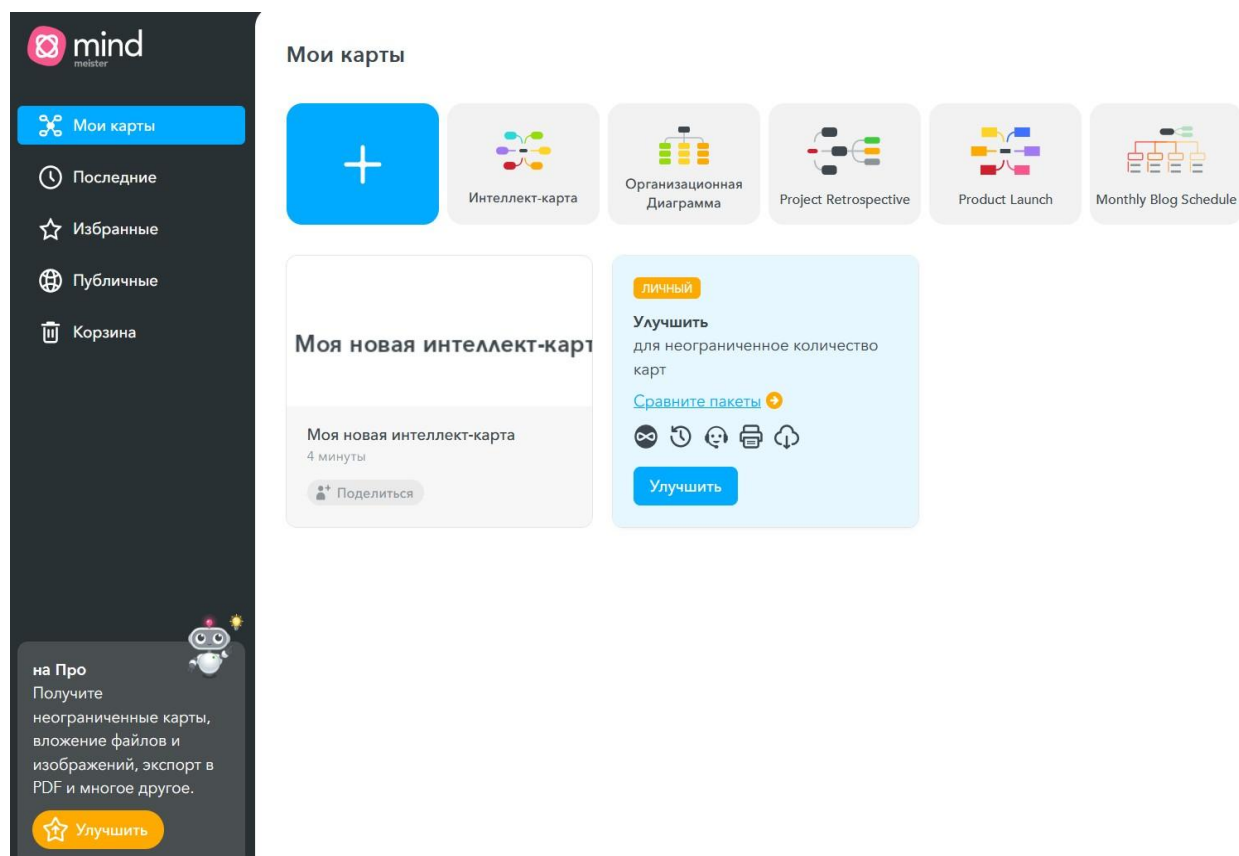 mind
meister
Мои карты
Последние
Избранные
Публичные
Корзина
на Про
Получите
неограниченные карты,
вложение файлов и
изображений, экспорт в
PDF и многое другое.
Улучшить
Мои карты
Интеллект-карта
Организационная
Диаграмма
Project Retrospective
Product Launch
Monthly Blog Schedule
Моя новая интеллект-карт
Моя новая интеллект-карта
4 минуты
Поделиться
ЛИЧНЫЙ
Улучшить
для неограниченное количество
карт
Сравните пакеты
Улучшить